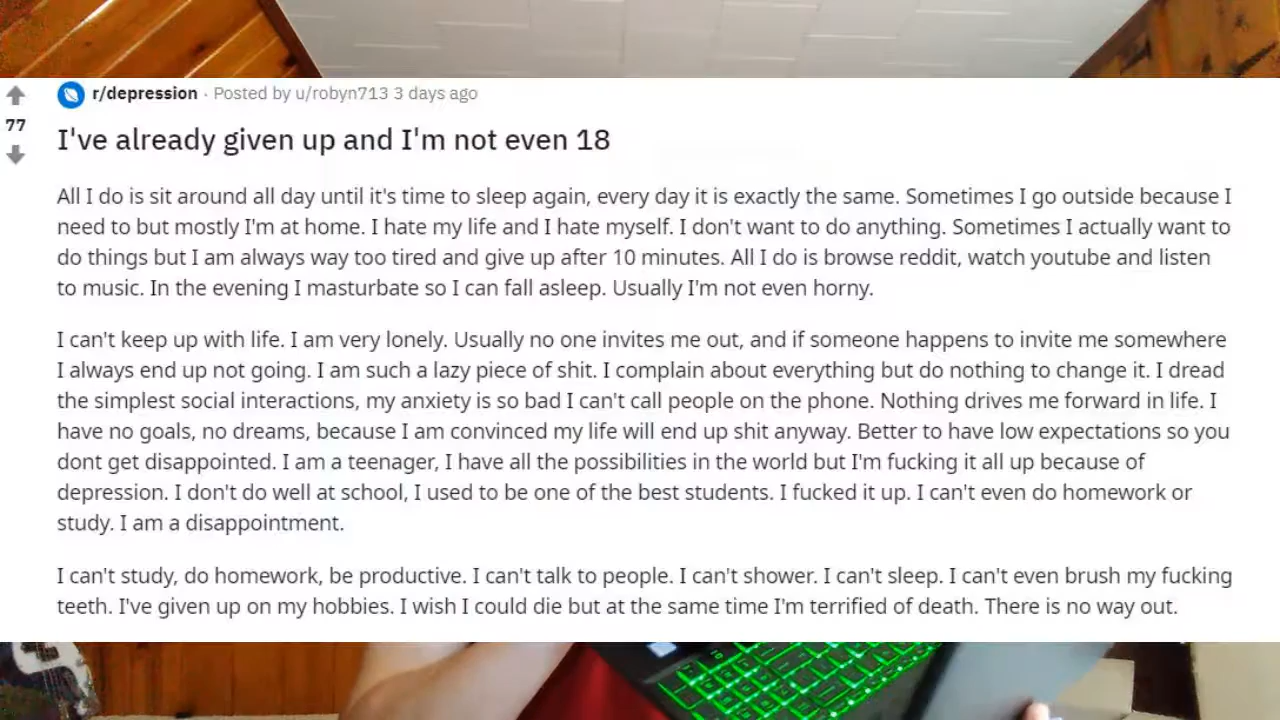 r/depression · Posted by u/robyn713 3 days ago
77
I've already given up and I'm not even 18
All I do is sit around all day until it's time to sleep again, every day it is exactly the same. Sometimes I go outside because I
need to but mostly I'm at home. I hate my life and I hate myself. I don't want to do anything. Sometimes I actually want to
do things but I am always way too tired and give up after 10 minutes. All I do is browse reddit, watch youtube and listen
to music. In the evening I masturbate so I can fall asleep. Usually I'm not even horny.
I can't keep up with life. I am very lonely. Usually no one invites me out, and if someone happens to invite me somewhere
I always end up not going. I am such a lazy piece of shit. I complain about everything but do nothing to change it. I dread
the simplest social interactions, my anxiety is so bad I can't call people on the phone. Nothing drives me forward in life. I
have no goals, no dreams, because I am convinced my life will end up shit anyway. Better to have low expectations so you
dont get disappointed. I am a teenager, I have all the possibilities in the world but I'm fucking it all up because of
depression. I don't do well at school, I used to be one of the best students. I fucked it up. I can't even do homework or
study. I am a disappointment.
I can't study, do homework, be productive. I can't talk to people. I can't shower. I can't sleep. I can't even brush my fucking
teeth. I've given up on my hobbies. I wish I could die but at the same time I'm terrified of death. There is no way out.